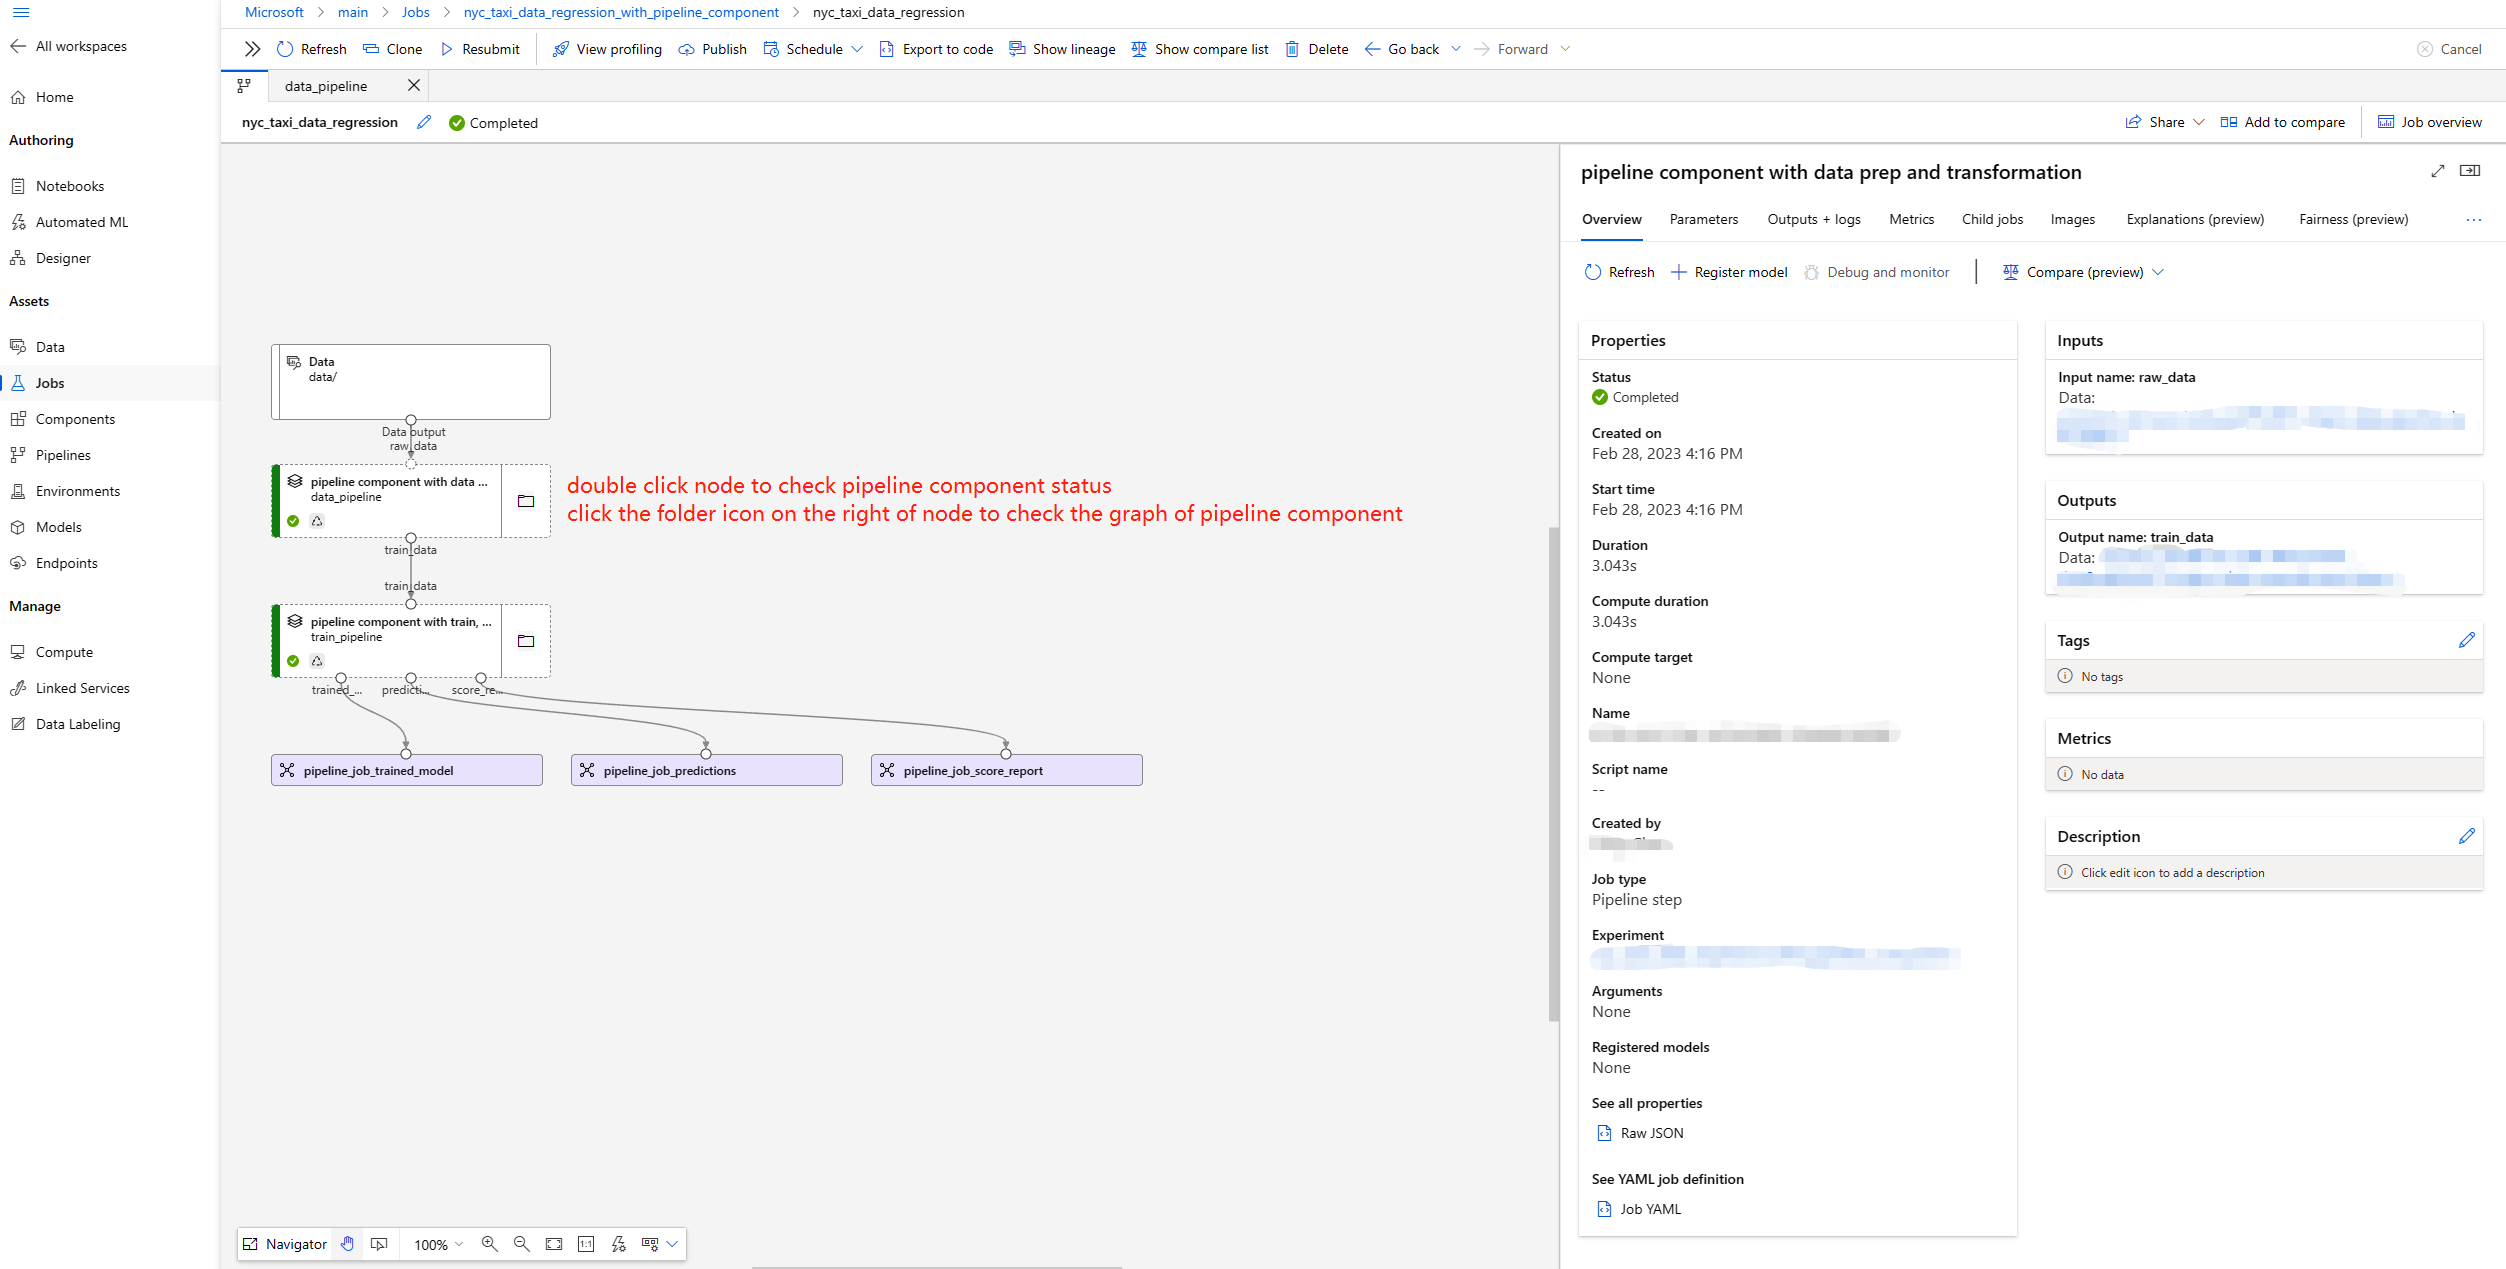 Microsoft > main > Jobs > nyc_taxi_data_regression_with_pipeline_component > nyc_taxi_data_regression
All workspaces
Home
Authoring
Notebooks
Automated ML
Designer
Assets
Data
Jobs
Components
Pipelines
Environments
Models
Endpoints
Manage
Compute
Linked Services
Data Labeling
Refresh Clone Resubmit View profiling Publish Schedule Export to code Show lineage Show compare list Delete Go back Forward Cancel
data_pipeline
nyc_taxi_data_regression Completed
Share Add to compare Job overview
Data
data/
Data output
raw_data
pipeline component with data ...
data_pipeline
double click node to check pipeline component status
click the folder icon on the right of node to check the graph of pipeline component
train_data
train_data
pipeline component with train, ...
train_pipeline
trained_... predicti... score_re...
pipeline_job_trained_model pipeline_job_predictions pipeline_job_score_report
Navigator 100% 1:1
pipeline component with data prep and transformation
Overview Parameters Outputs + logs Metrics Child jobs Images Explanations (preview) Fairness (preview) ...
Refresh Register model Debug and monitor Compare (preview)
Properties
Status
Completed
Created on
Feb 28, 2023 4:16 PM
Start time
Feb 28, 2023 4:16 PM
Duration
3.043s
Compute duration
3.043s
Compute target
None
Name
Script name
--
Created by
Job type
Pipeline step
Experiment
Arguments
None
Registered models
None
See all properties
Raw JSON
See YAML job definition
Job YAML
Inputs
Input name: raw_data
Data:
Outputs
Output name: train_data
Data:
Tags
No tags
Metrics
No data
Description
Click edit icon to add a description